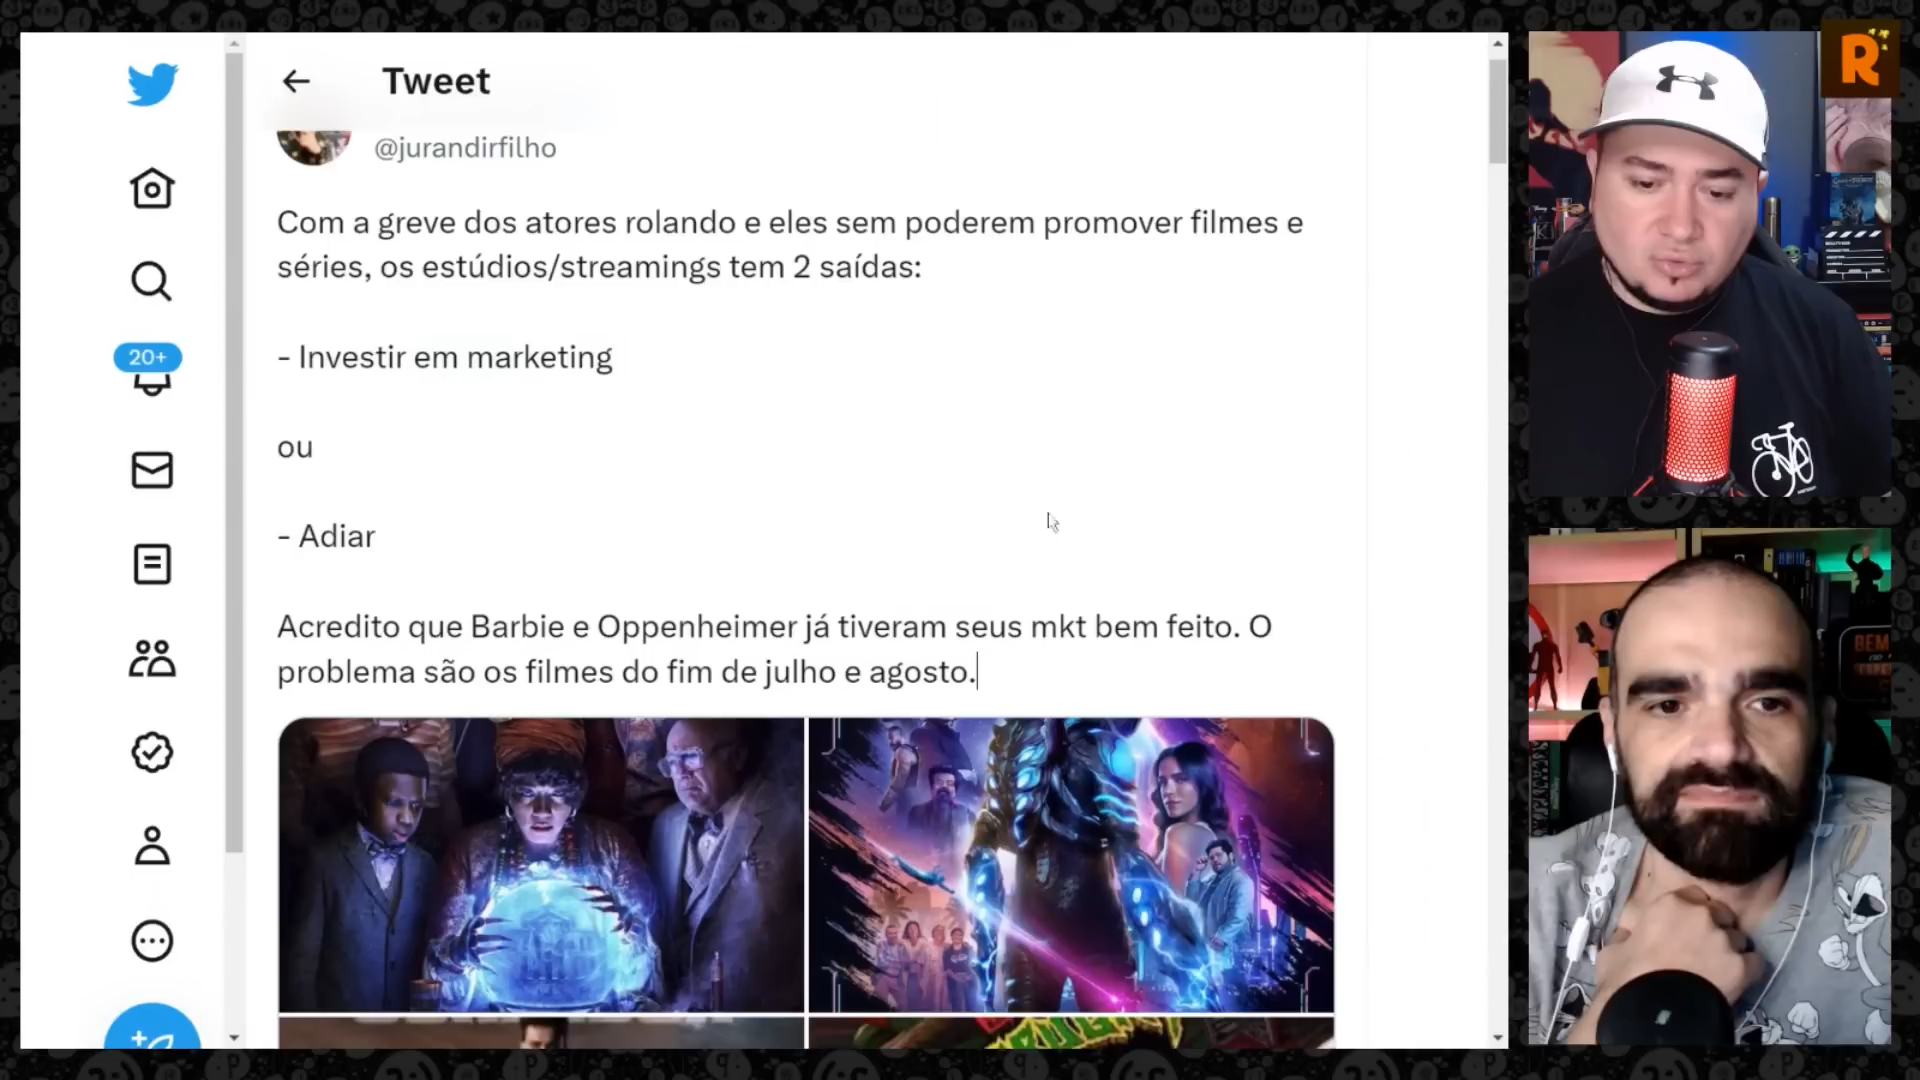 R
Tweet
@jurandirfilho
Com a greve dos atores rolando e eles sem poderem promover filmes e
séries, os estúdios/streamings tem 2 saídas:
- Investir em marketing
20+
ou
- Adiar
Acredito que Barbie e Oppenheimer já tiveram seus mkt bem feito. O
problema são os filmes do fim de julho e agosto.
BEM